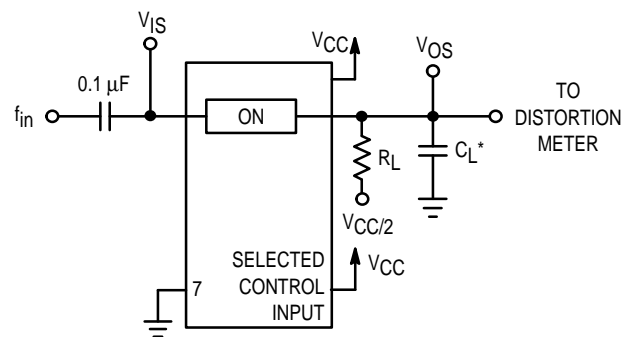 VIS
VCC
VOS
0.1 μF
fin
ON
TO
DISTORTION
METER
RL
CL*
VCC/2
SELECTED
CONTROL
INPUT
VCC
7